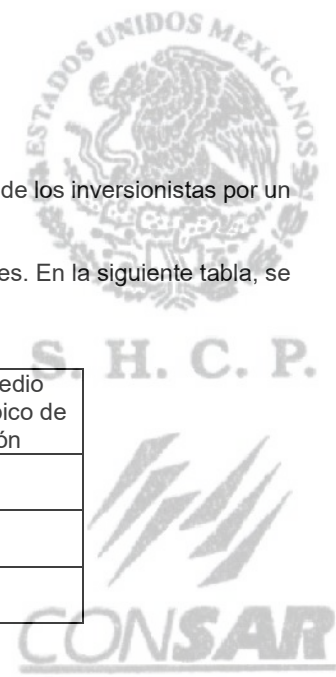 ESTADOS UNIDOS MEXICANOS
de los inversionistas por un
es. En la siguiente tabla, se
S. H. C. P.
edio
pico de
ón
CONSAR